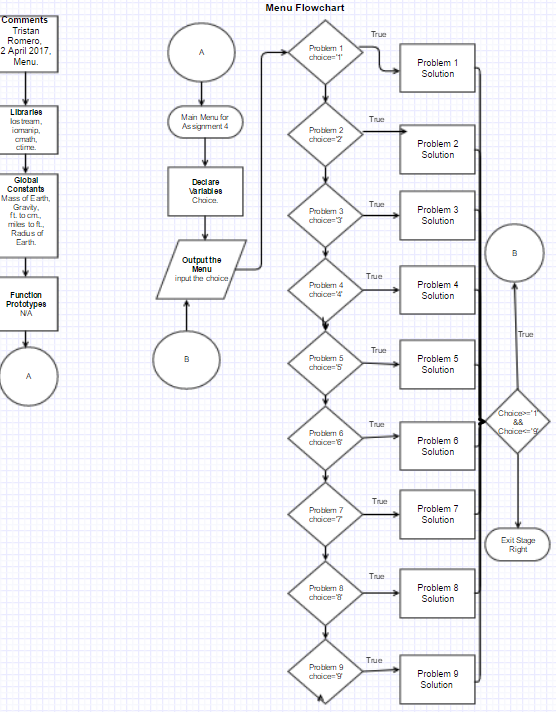 Menu Flowchart
Comments
Tristan
Romero,
2 April 2017,
Menu.
Libraries
Iostream,
iomanip,
cmath,
ctime.
Global
Constants
Mass of Earth,
Gravity,
ft. to cm.,
miles to ft.,
Radius of
Earth.
Function
Prototypes
N/A
A
A
Main Menu for
Assignment 4
Declare
Variables
Choice.
Output the
Menu
input the choice
B
Problem 1
choice='1'
True
Problem 1
Solution
Problem 2
choice='2'
True
Problem 2
Solution
Problem 3
choice='3'
True
Problem 3
Solution
Problem 4
choice='4'
True
Problem 4
Solution
Problem 5
choice='5'
True
Problem 5
Solution
Problem 6
choice='6'
True
Problem 6
Solution
Problem 7
choice='7'
True
Problem 7
Solution
Problem 8
choice='8'
True
Problem 8
Solution
Problem 9
choice='9'
True
Problem 9
Solution
B
True
Choice>='1'
&&
Choice<='9'
Exit Stage
Right